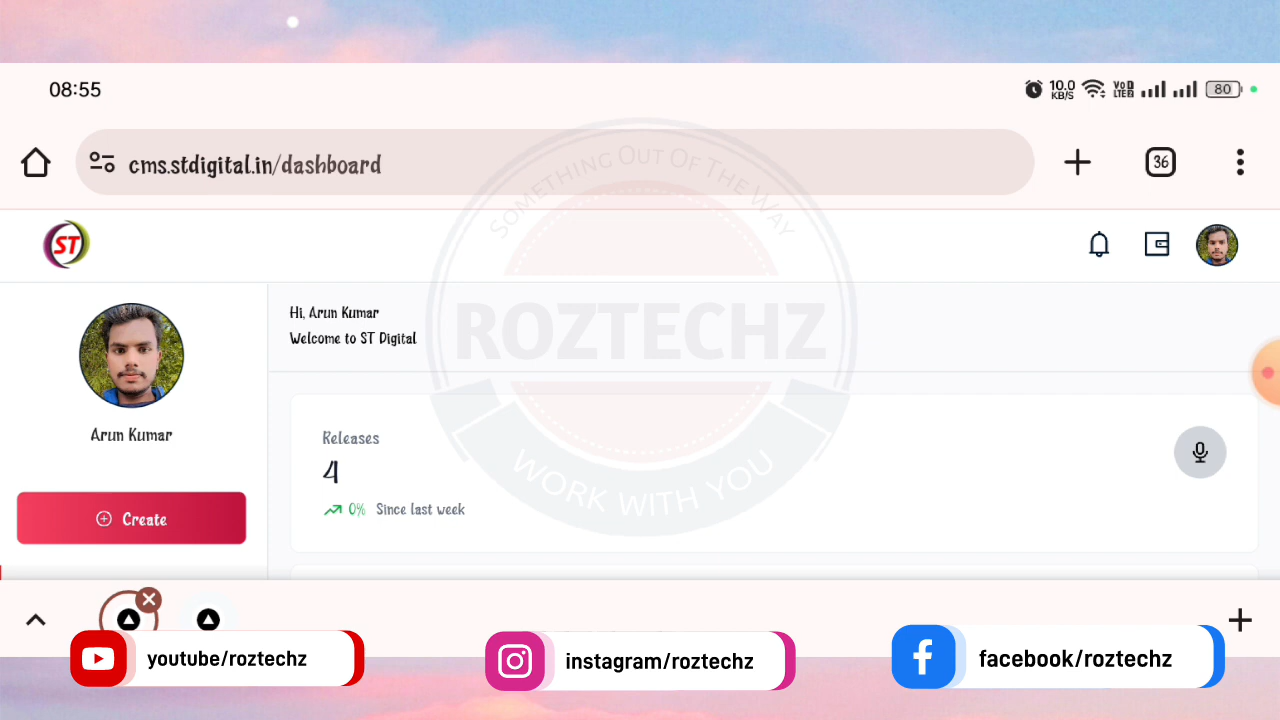 08:55
10.0
KB/S
VoD
LTE2
80
cms.stdigital.in/dashboard
36
SOMETHING OUT OF THE WAY
ST
Hi, Arun Kumar
Welcome to ST Digital
ROZTECHZ
Arun Kumar
Releases
4
0% Since last week
WORK WITH YOU
Create
youtube/roztechz
instagram/roztechz
facebook/roztechz